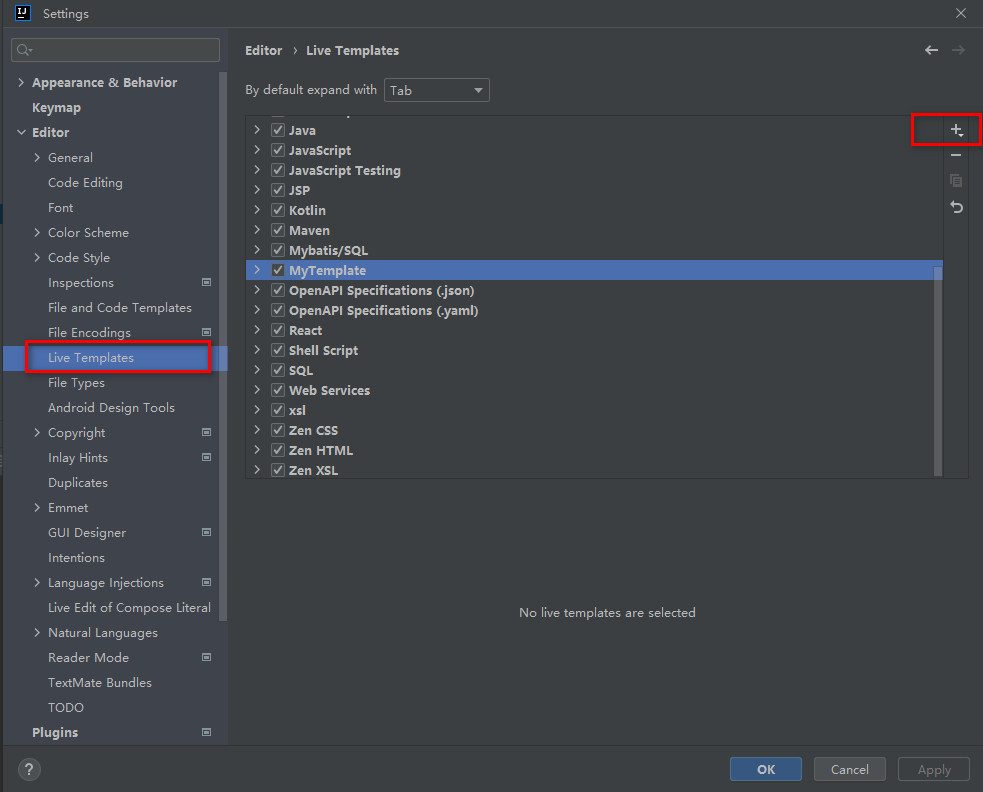 IJ
Settings
Appearance & Behavior
Keymap
Editor
General
Code Editing
Font
Color Scheme
Code Style
Inspections
File and Code Templates
File Encodings
Live Templates
File Types
Android Design Tools
Copyright
Inlay Hints
Duplicates
Emmet
GUI Designer
Intentions
Language Injections
Live Edit of Compose Literal
Natural Languages
Reader Mode
TextMate Bundles
TODO
Plugins
Editor › Live Templates
By default expand with Tab
Java
JavaScript
JavaScript Testing
JSP
Kotlin
Maven
Mybatis/SQL
MyTemplate
OpenAPI Specifications (.json)
OpenAPI Specifications (.yaml)
React
Shell Script
SQL
Web Services
xsl
Zen CSS
Zen HTML
Zen XSL
No live templates are selected
?
OK
Cancel
Apply